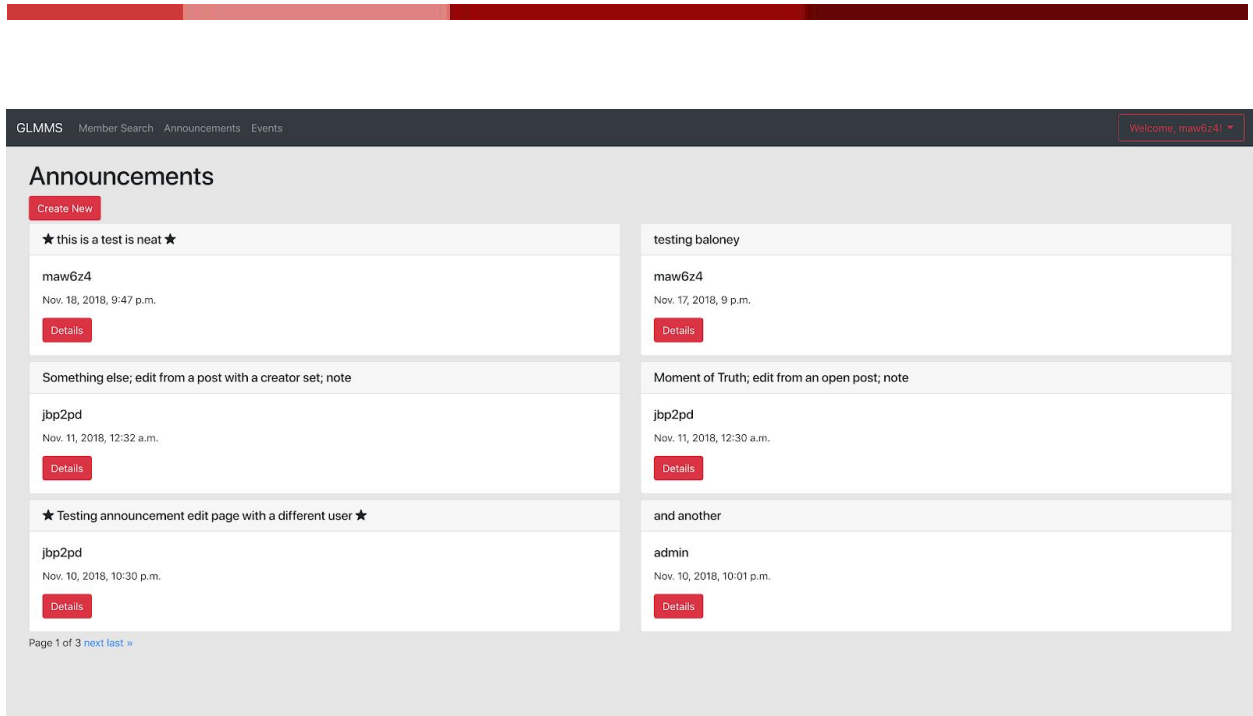 GLMMS Member Search Announcements Events Welcome, maw6z4!
Announcements
Create New
★ this is a test is neat ★
maw6z4
Nov. 18, 2018, 9:47 p.m.
Details
testing baloney
maw6z4
Nov. 17, 2018, 9 p.m.
Details
Something else; edit from a post with a creator set; note
jbp2pd
Nov. 11, 2018, 12:32 a.m.
Details
Moment of Truth; edit from an open post; note
jbp2pd
Nov. 11, 2018, 12:30 a.m.
Details
★ Testing announcement edit page with a different user ★
jbp2pd
Nov. 10, 2018, 10:30 p.m.
Details
and another
admin
Nov. 10, 2018, 10:01 p.m.
Details
Page 1 of 3 next last »